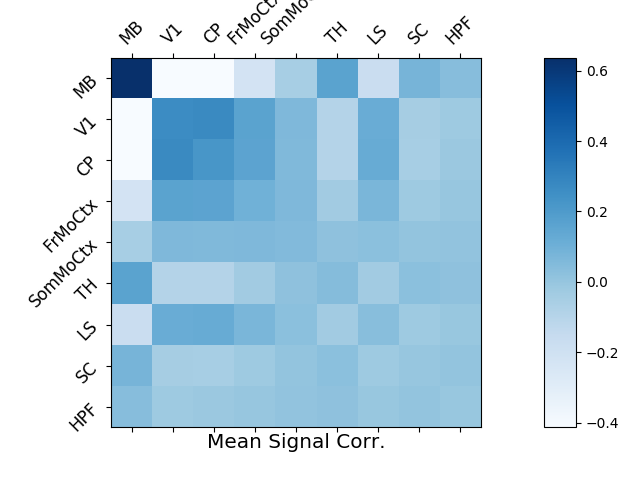 MB V1 CP FrMoCtx SomMoC TH LS SC HPF
MB
V1
CP
FrMoCtx
SomMoCtx
TH
LS
SC
HPF
0.6
0.4
0.2
0.0
−0.2
−0.4
Mean Signal Corr.